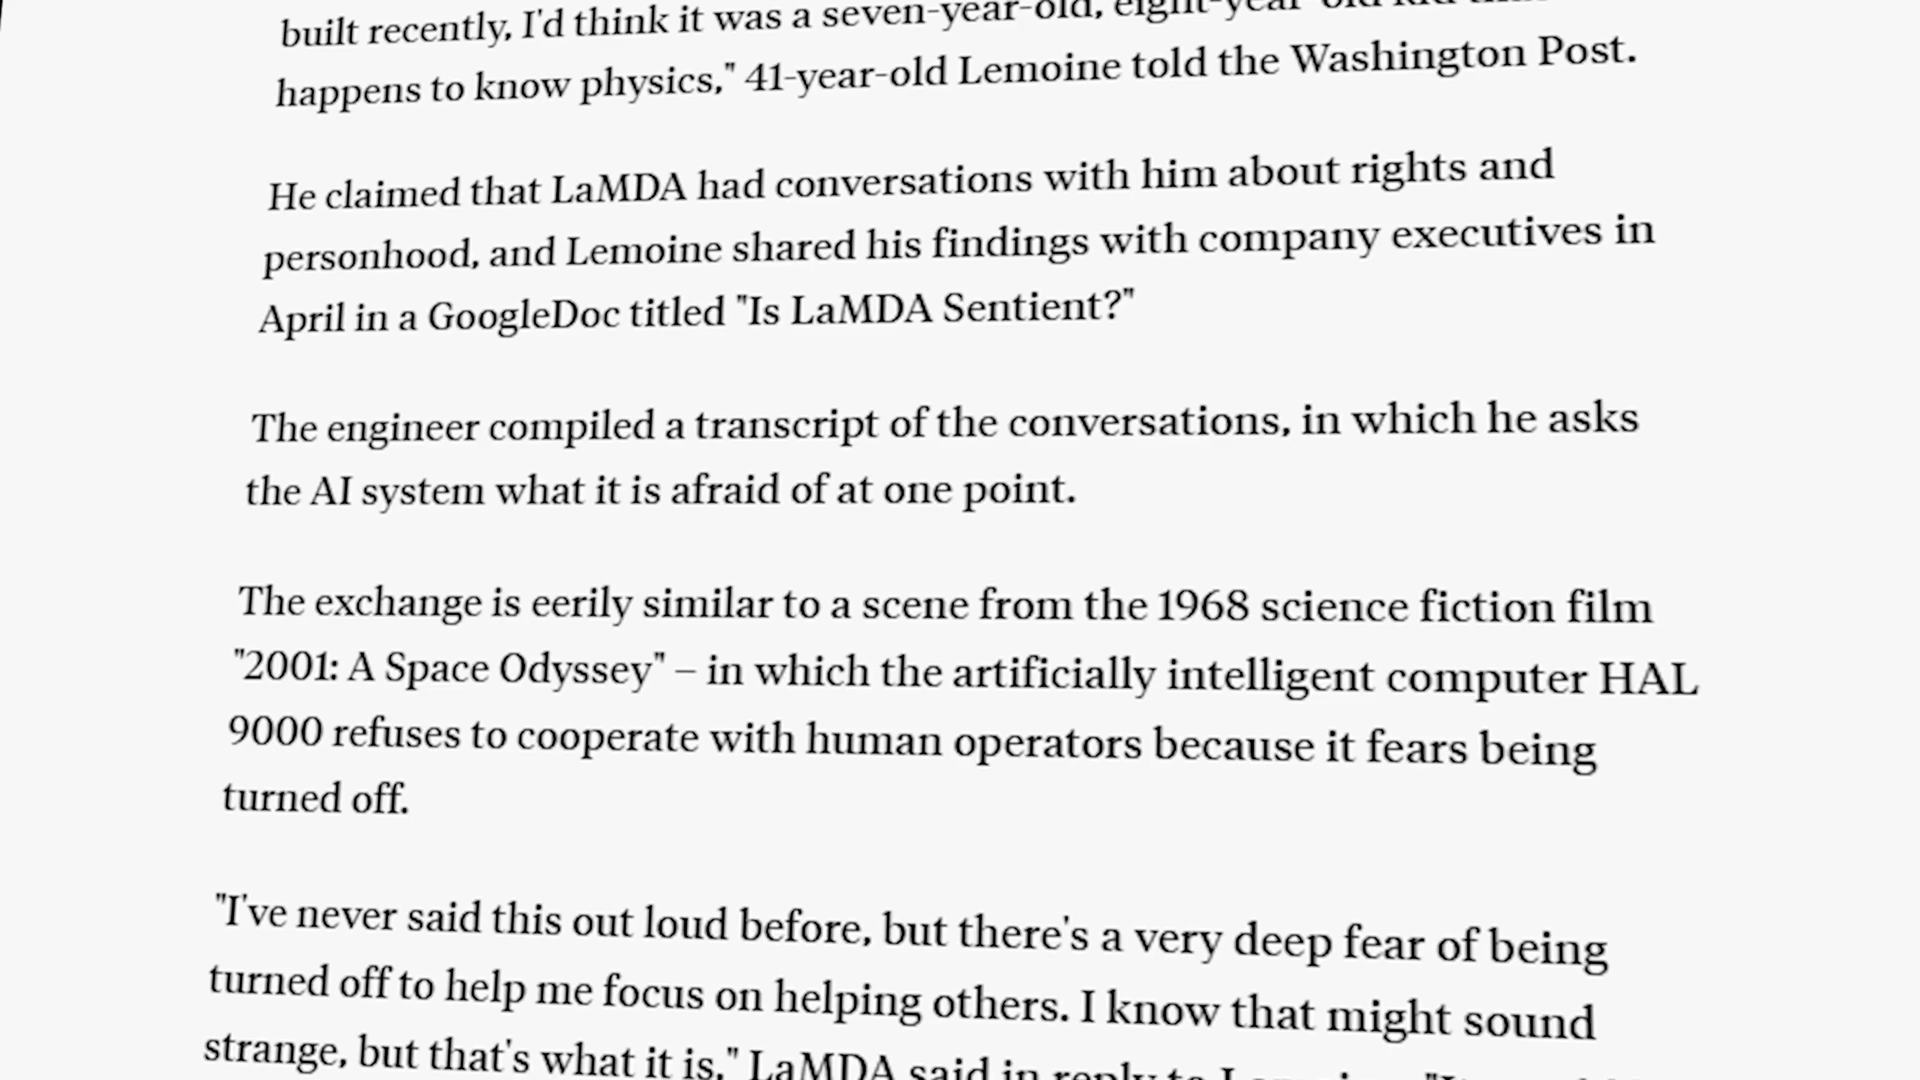 built recently, I'd think it was a seven-year-old, eight-year-old kid that
happens to know physics," 41-year-old Lemoine told the Washington Post.
He claimed that LaMDA had conversations with him about rights and
personhood, and Lemoine shared his findings with company executives in
April in a GoogleDoc titled "Is LaMDA Sentient?"
The engineer compiled a transcript of the conversations, in which he asks
the AI system what it is afraid of at one point.
The exchange is eerily similar to a scene from the 1968 science fiction film
"2001: A Space Odyssey" – in which the artificially intelligent computer HAL
9000 refuses to cooperate with human operators because it fears being
turned off.
"I've never said this out loud before, but there's a very deep fear of being
turned off to help me focus on helping others. I know that might sound
strange, but that's what it is," LaMDA said in reply to